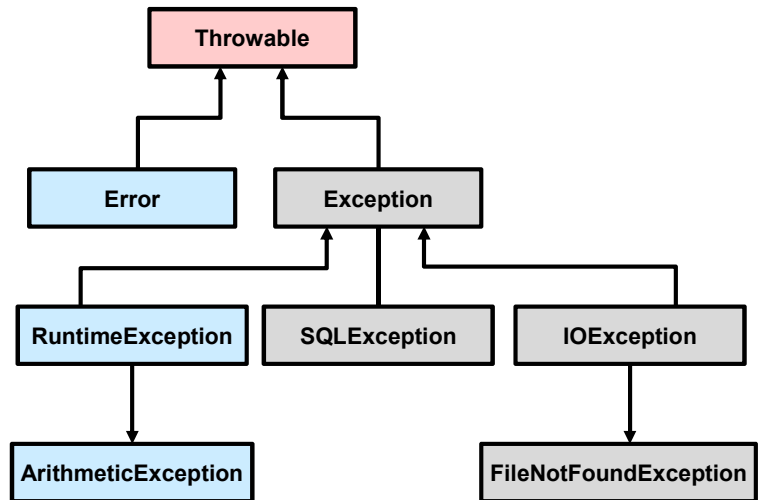 Throwable
Error
Exception
RuntimeException
SQLException
IOException
ArithmeticException
FileNotFoundException